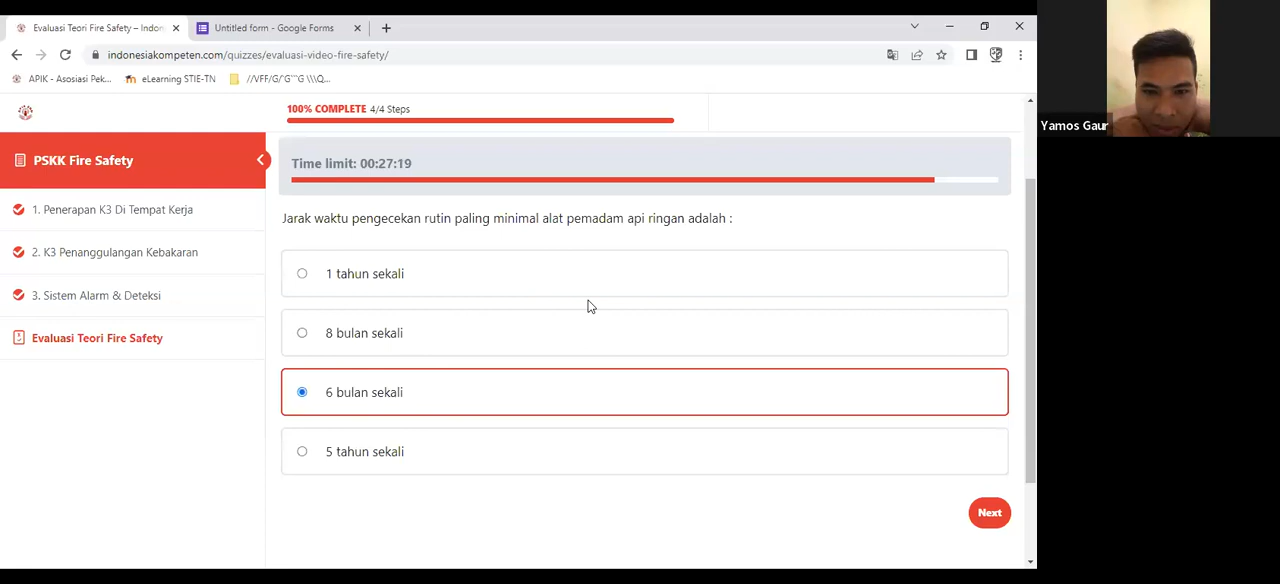 Evaluasi Teori Fire Safety – Indon
Untitled form - Google Forms
indonesiakompeten.com/quizzes/evaluasi-video-fire-safety/
APIK - Asosiasi Pek...
eLearning STIE-TN
//VFF/G/G```G \\\Q...
100% COMPLETE 4/4 Steps
PSKK Fire Safety
1. Penerapan K3 Di Tempat Kerja
2. K3 Penanggulangan Kebakaran
3. Sistem Alarm & Deteksi
Evaluasi Teori Fire Safety
Time limit: 00:27:19
Jarak waktu pengecekan rutin paling minimal alat pemadam api ringan adalah :
1 tahun sekali
8 bulan sekali
6 bulan sekali
5 tahun sekali
Next
Yamos Gaur